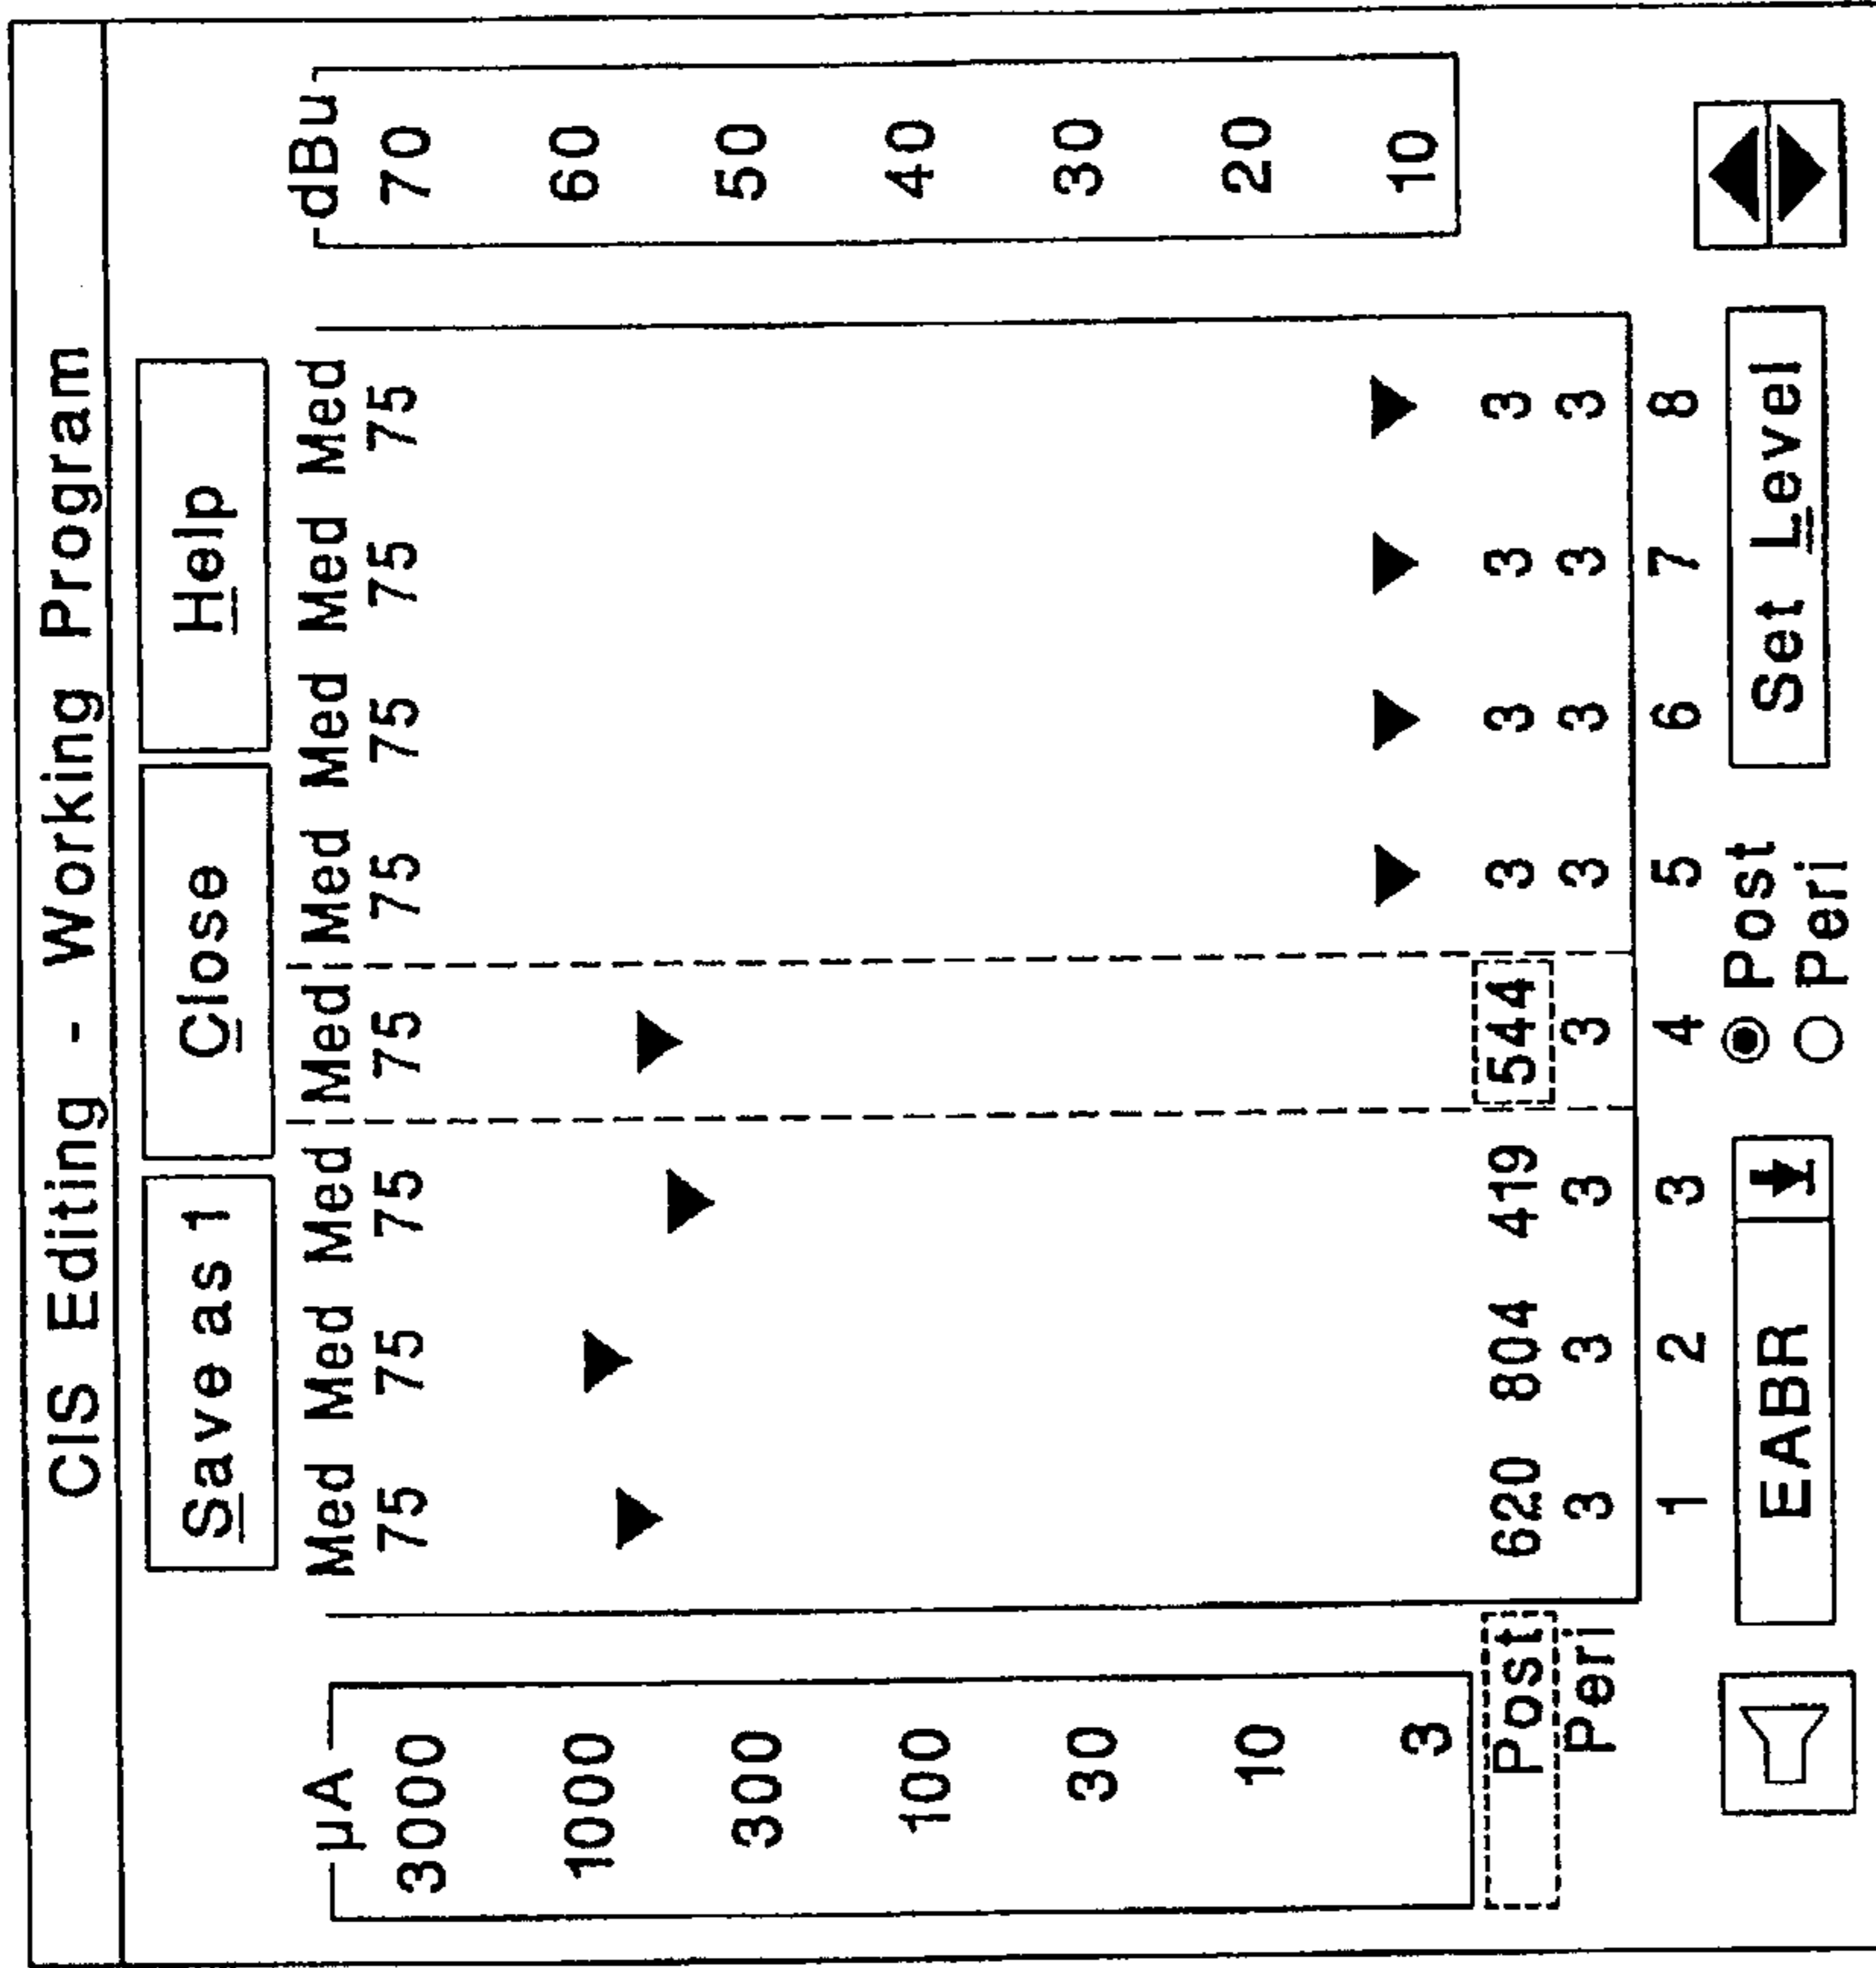 CIS Editing - Working Program
Save as 1 Close Help
µA Med Med Med Med Med Med Med Med dBu
3000 75 75 75 75 75 75 75 75 70
1000 60
300 50
100 40
30 30
10 20
3 10
Post 620 804 419 544 3 3 3 3
Peri 3 3 3 3 3 3 3 3
1 2 3 4 5 6 7 8
EABR Post Set Level
Peri